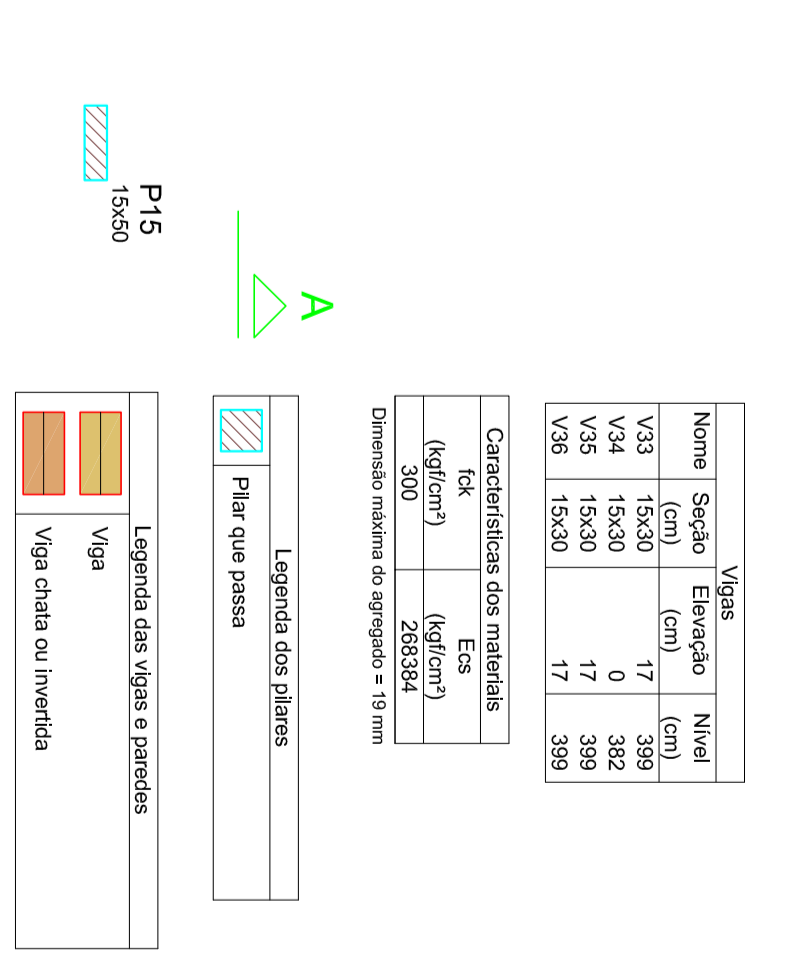 Vigas
Nome Seção (cm) Elevação (cm) Nível (cm)
V33 15x30 17 399
V34 15x30 0 382
V35 15x30 17 399
V36 15x30 17 399
Características dos materiais
fck (kgf/cm²) Ecs (kgf/cm²)
300 268384
Dimensão máxima do agregado = 19 mm
A
Legenda dos pilares
Pilar que passa
P15
15x50
Legenda das vigas e paredes
Viga
Viga chata ou invertida